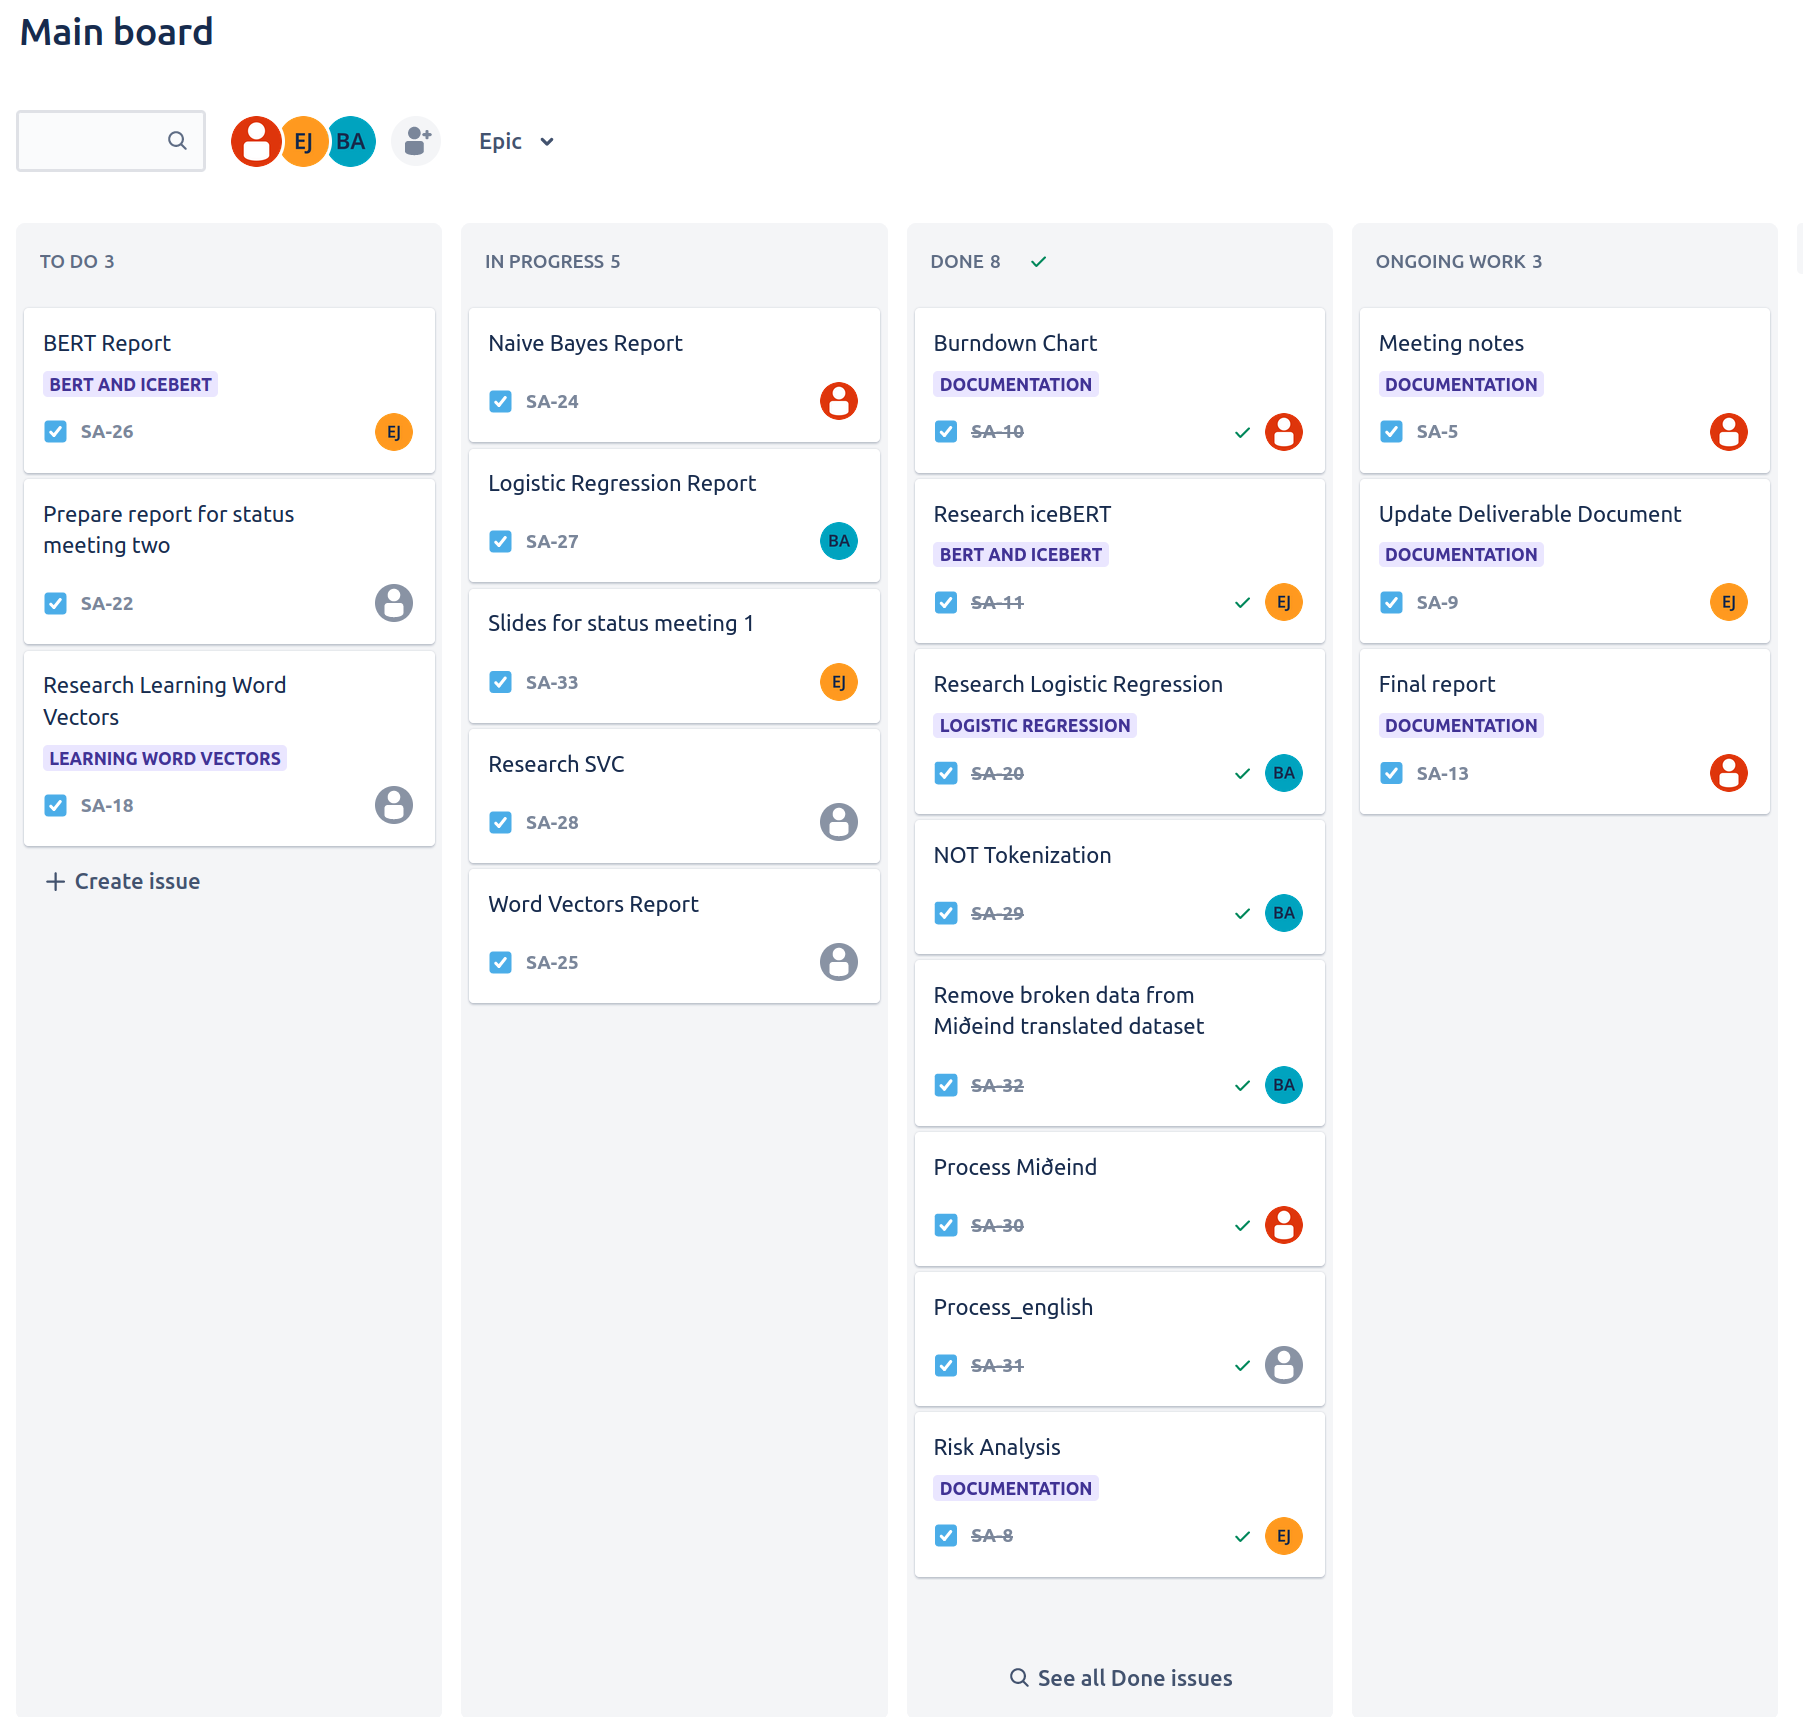 Main board
EJ
BA
Epic
TO DO 3
BERT Report
BERT AND ICEBERT
SA-26
EJ
Prepare report for status
meeting two
SA-22
Research Learning Word
Vectors
LEARNING WORD VECTORS
SA-18
Create issue
IN PROGRESS 5
Naive Bayes Report
SA-24
Logistic Regression Report
SA-27
BA
Slides for status meeting 1
SA-33
EJ
Research SVC
SA-28
Word Vectors Report
SA-25
DONE 8
Burndown Chart
DOCUMENTATION
SA-10
Research iceBERT
BERT AND ICEBERT
SA-11
EJ
Research Logistic Regression
LOGISTIC REGRESSION
SA-20
BA
NOT Tokenization
SA-29
BA
Remove broken data from
Miðeind translated dataset
SA-32
BA
Process Miðeind
SA-30
Process_english
SA-31
Risk Analysis
DOCUMENTATION
SA-8
EJ
See all Done issues
ONGOING WORK 3
Meeting notes
DOCUMENTATION
SA-5
Update Deliverable Document
DOCUMENTATION
SA-9
EJ
Final report
DOCUMENTATION
SA-13